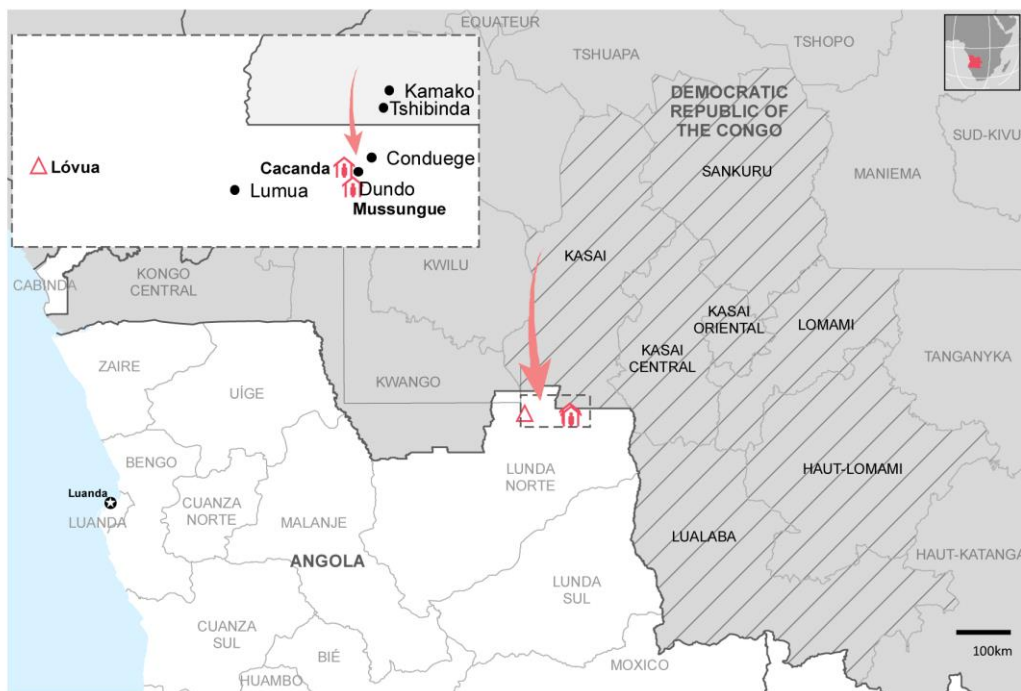 EQUATEUR
TSHUAPA
TSHOPO
DEMOCRATIC
REPUBLIC OF
THE CONGO
SUD-KIVU
MANIEMA
SANKURU
Kamako
Tshibinda
Conduege
Cacanda
Lóvua
Lumua
Dundo
Mussungue
KASAI
KWILU
KONGO
CENTRAL
CABINDA
KASAI
ORIENTAL
LOMAMI
KASAI
CENTRAL
TANGANYKA
KWANGO
ZAIRE
UÍGE
BENGO
LUNDA
NORTE
HAUT-LOMAMI
Luanda
LUANDA
CUANZA
NORTE
MALANJE
LUALABA
ANGOLA
HAUT-KATANGA
LUNDA
SUL
CUANZA
SUL
BIÉ
HUAMBO
MOXICO
100km